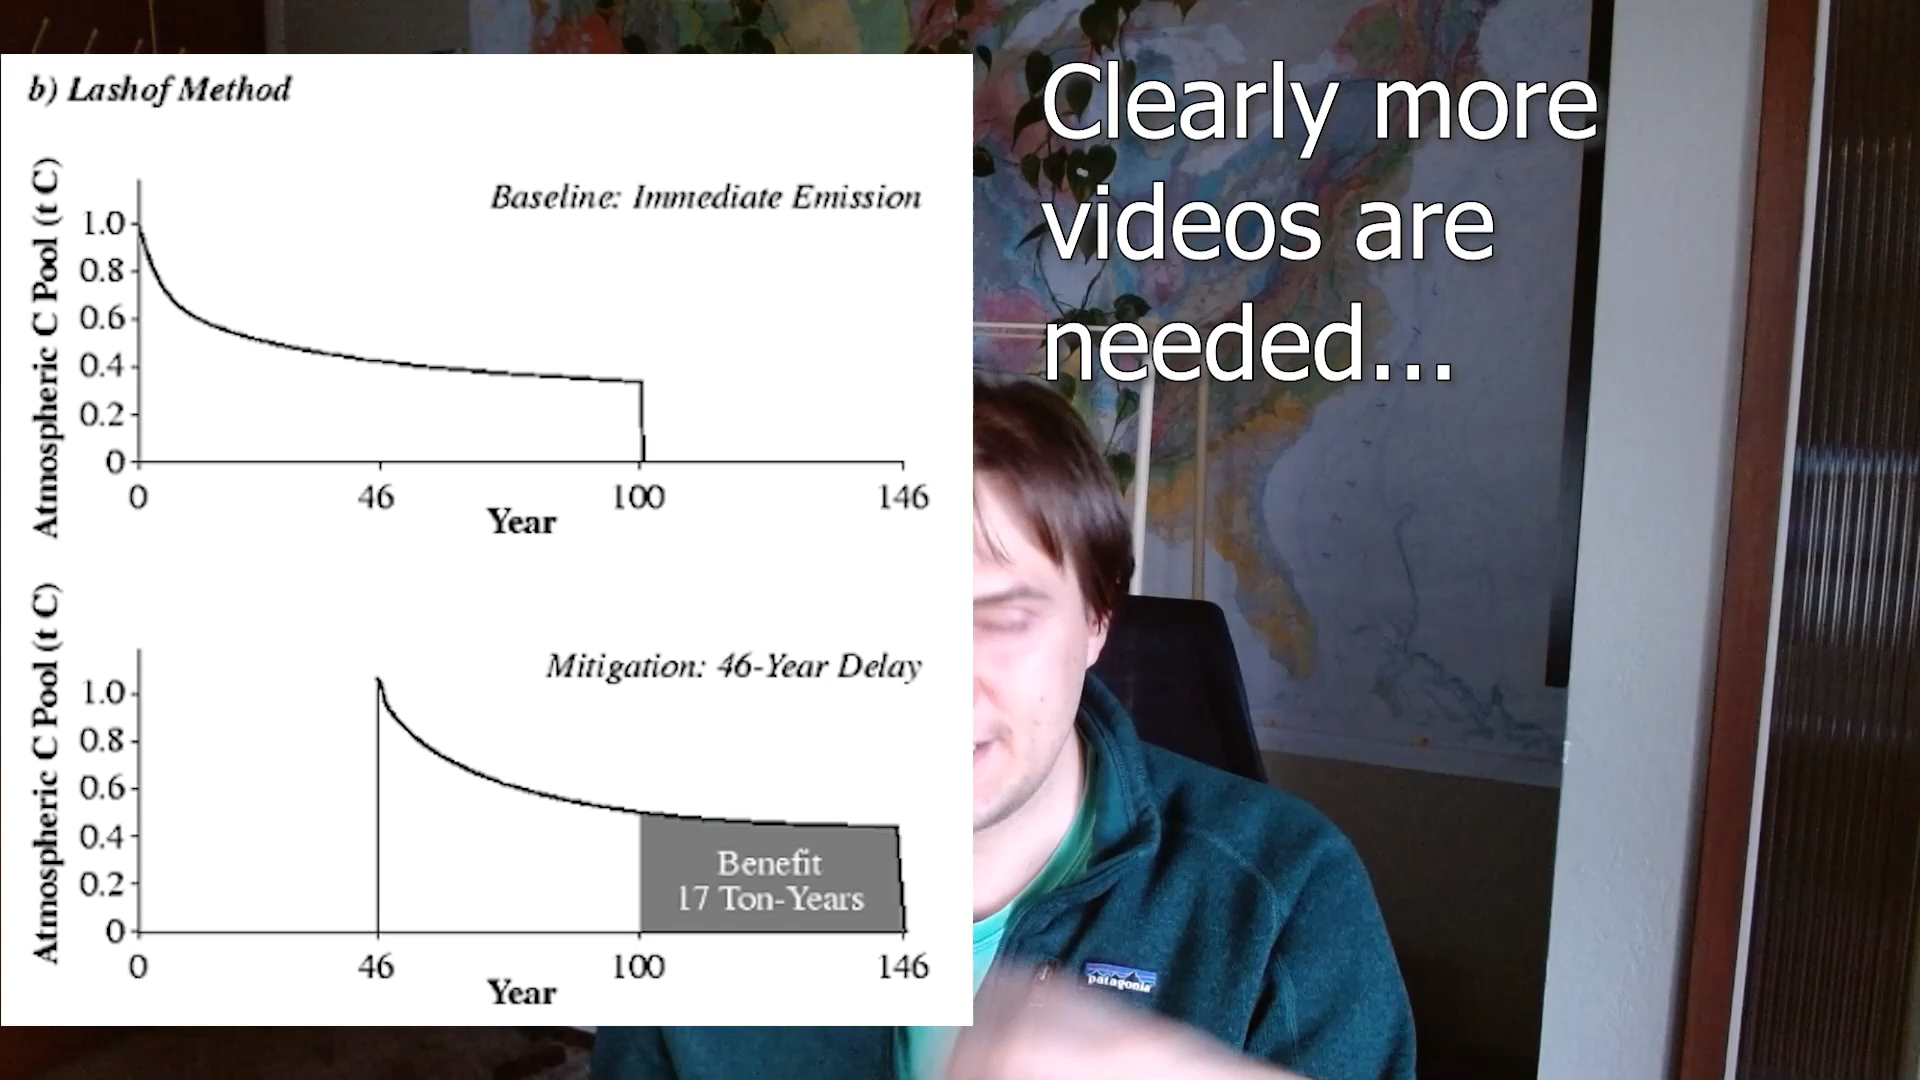 b) Lashof Method
Baseline: Immediate Emission
Atmospheric C Pool (t C)
1.0
0.8
0.6
0.4
0.2
0
0
46
100
146
Year
Mitigation: 46-Year Delay
Atmospheric C Pool (t C)
1.0
0.8
0.6
0.4
0.2
0
Benefit
17 Ton-Years
0
46
100
146
Year
Clearly more
videos are
needed...
patagonia